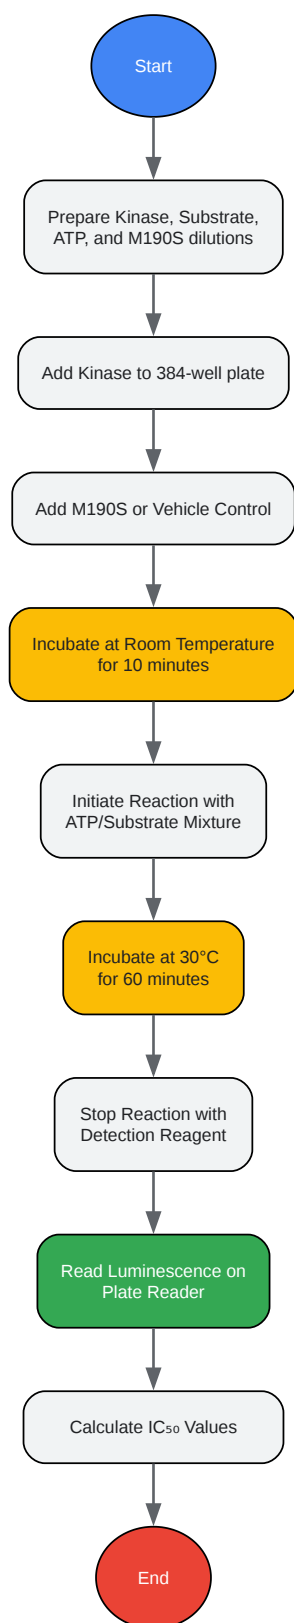 Start
Prepare Kinase, Substrate,
ATP, and M190S dilutions
Add Kinase to 384-well plate
Add M190S or Vehicle Control
Incubate at Room Temperature
for 10 minutes
Initiate Reaction with
ATP/Substrate Mixture
Incubate at 30°C
for 60 minutes
Stop Reaction with
Detection Reagent
Read Luminescence on
Plate Reader
Calculate IC₅₀ Values
End